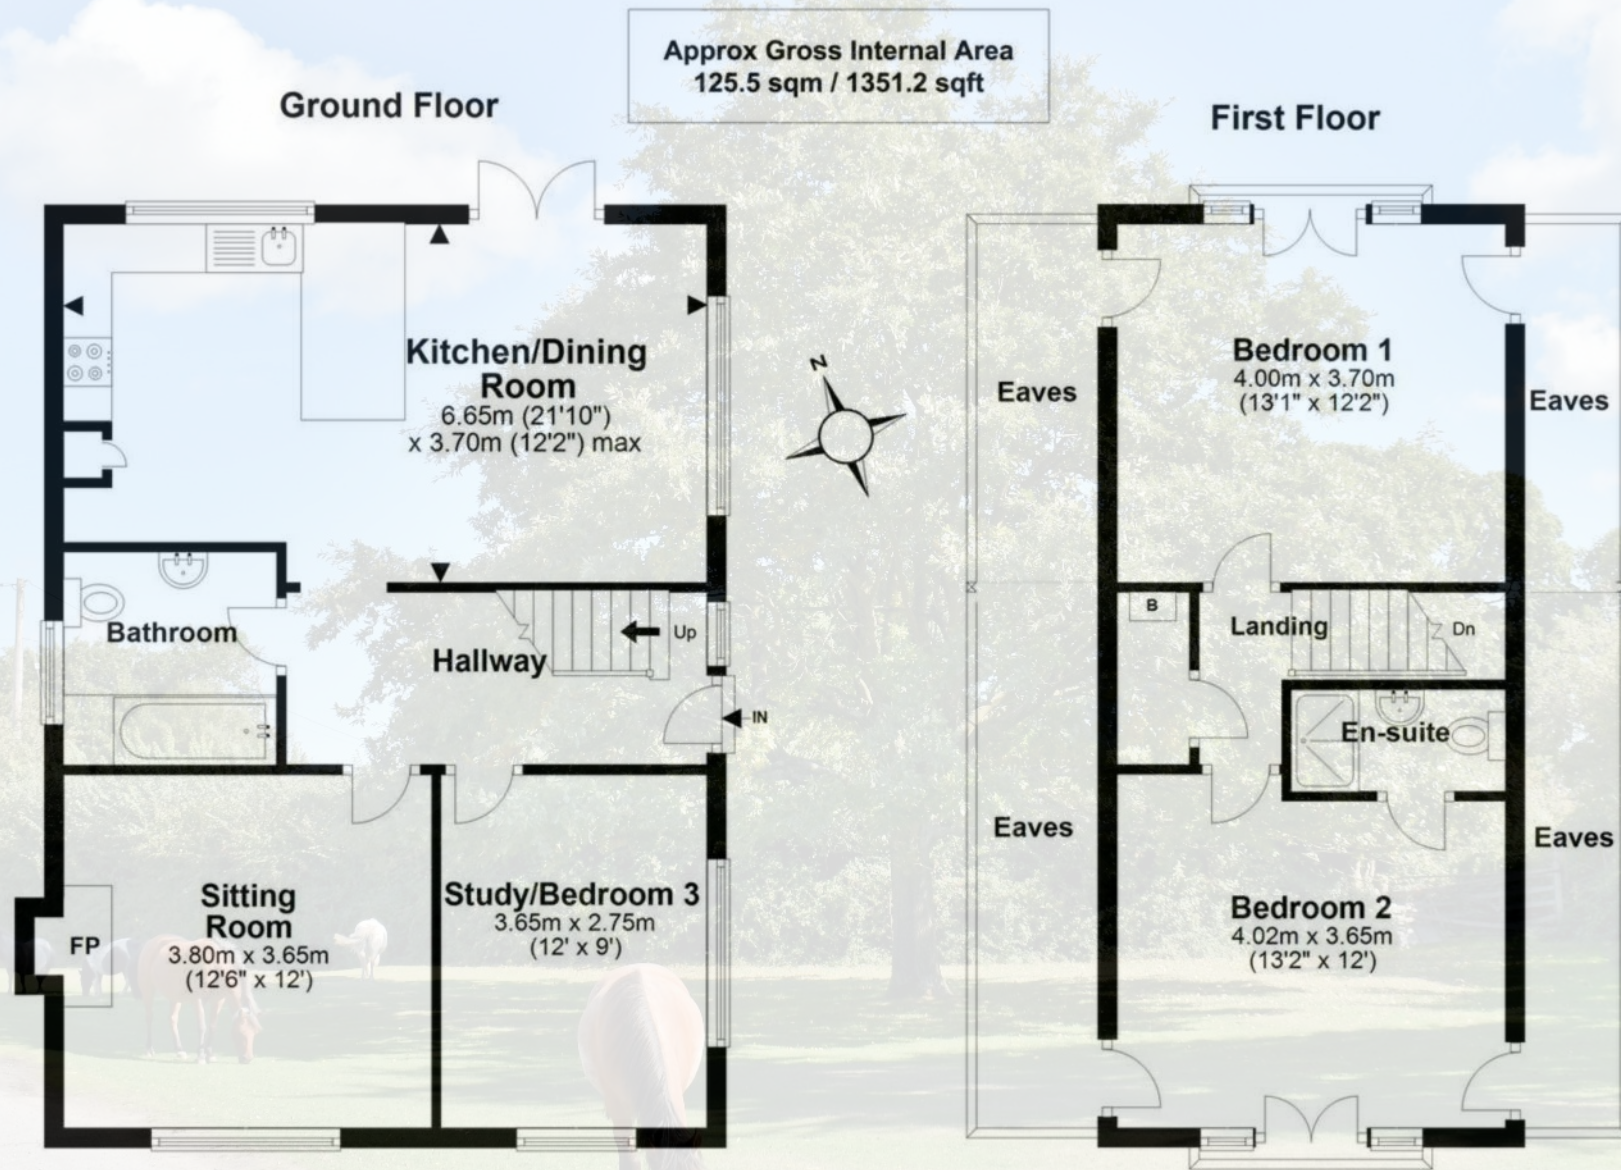 Approx Gross Internal Area
125.5 sqm / 1351.2 sqft
Ground Floor
First Floor
Kitchen/Dining
Room
6.65m (21'10")
x 3.70m (12'2") max
N
Bathroom
Hallway
Up
IN
Sitting
Room
3.80m x 3.65m
(12'6" x 12')
FP
Study/Bedroom 3
3.65m x 2.75m
(12' x 9')
Eaves
Bedroom 1
4.00m x 3.70m
(13'1" x 12'2")
Eaves
B
Landing
Dn
En-suite
Eaves
Bedroom 2
4.02m x 3.65m
(13'2" x 12')
Eaves